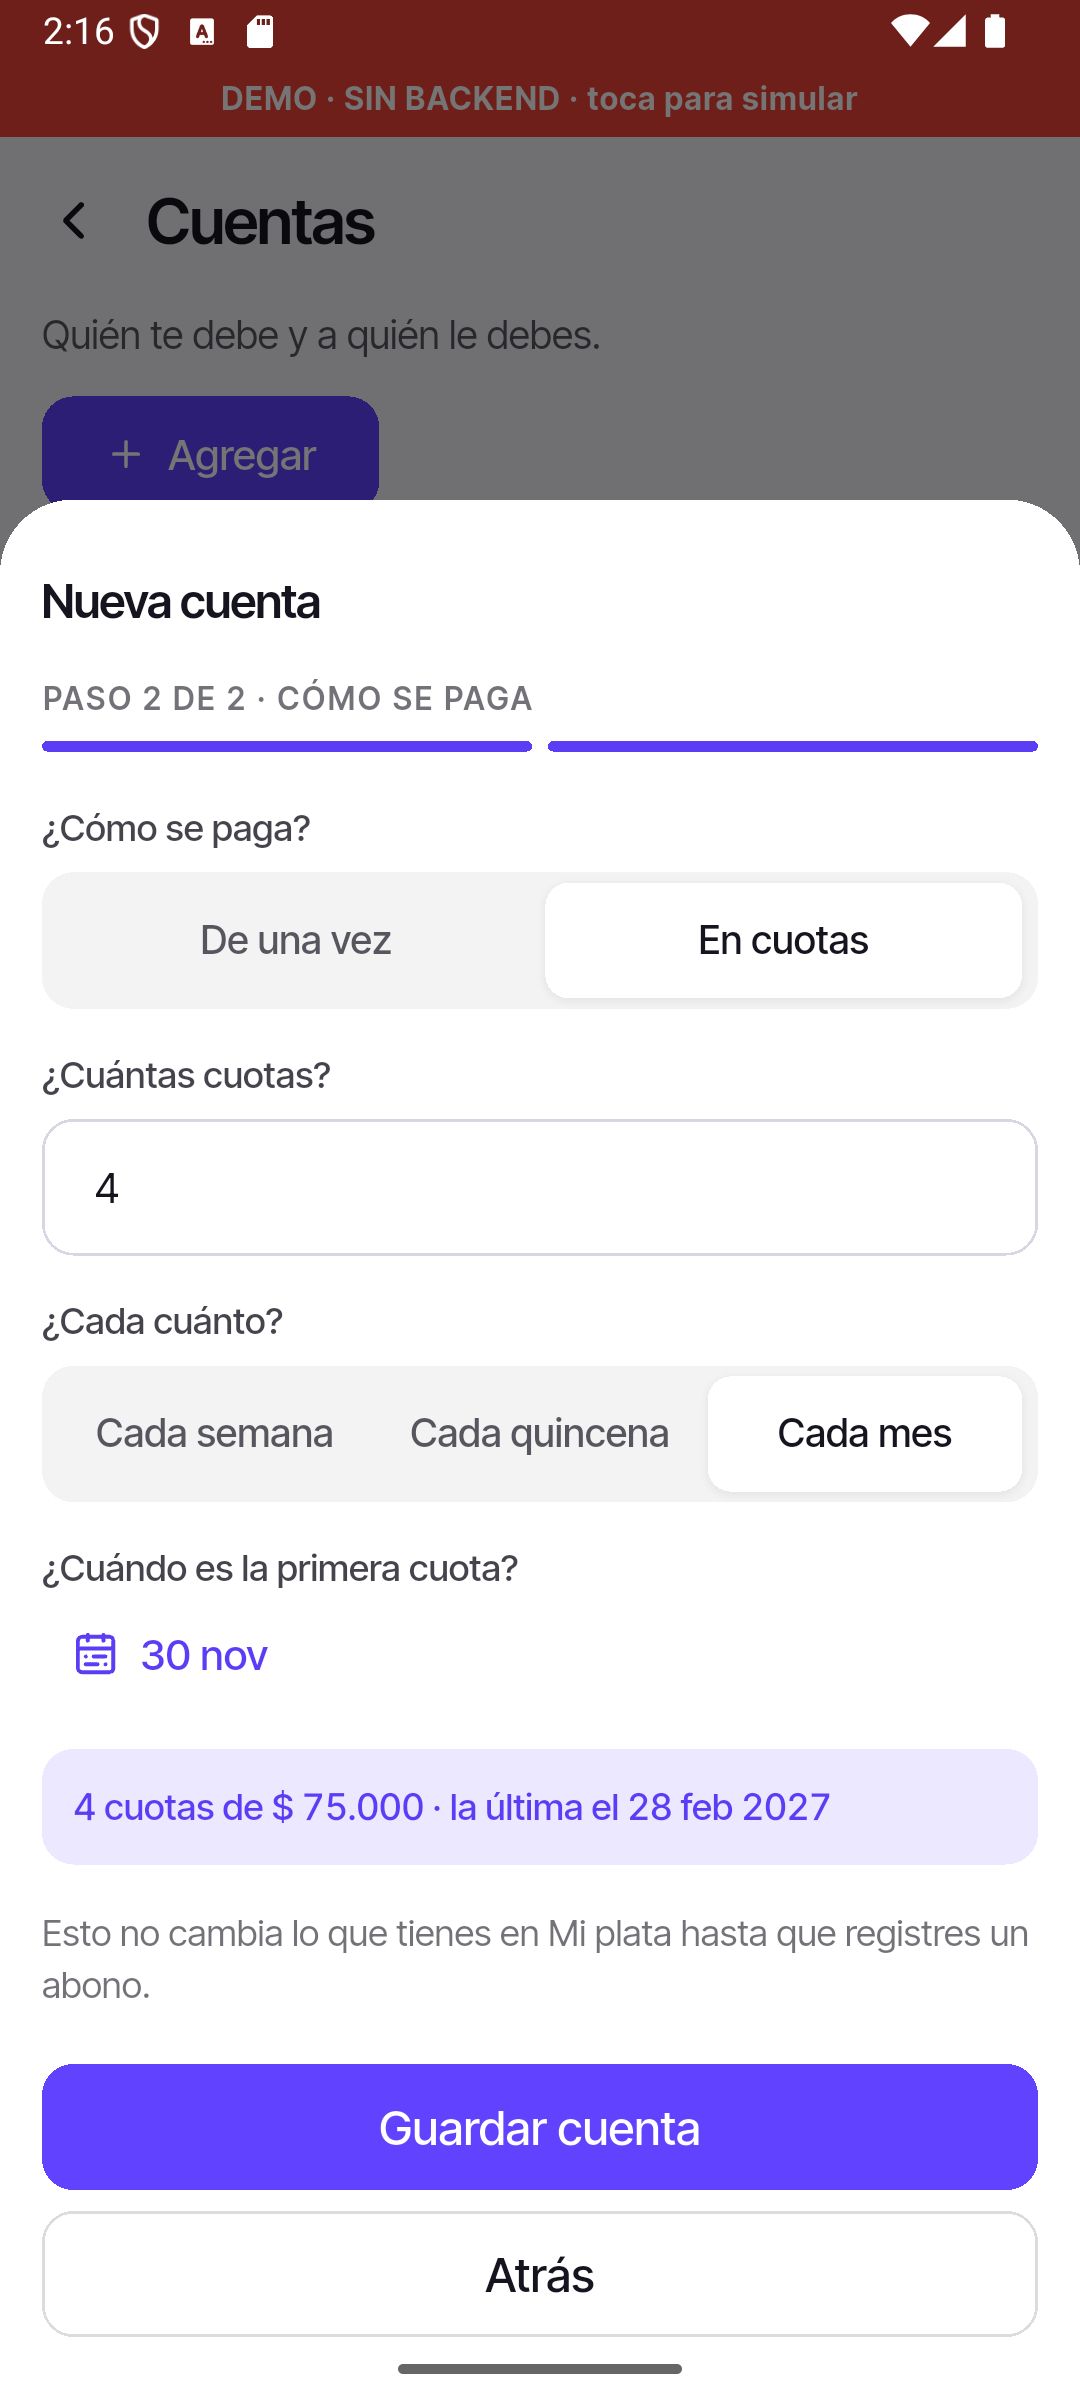 2:16
DEMO · SIN BACKEND · toca para simular
Cuentas
Quién te debe y a quién le debes.
+ Agregar
Nueva cuenta
PASO 2 DE 2 · CÓMO SE PAGA
¿Cómo se paga?
De una vez
En cuotas
¿Cuántas cuotas?
4
¿Cada cuánto?
Cada semana
Cada quincena
Cada mes
¿Cuándo es la primera cuota?
30 nov
4 cuotas de $ 75.000 · la última el 28 feb 2027
Esto no cambia lo que tienes en Mi plata hasta que registres un
abono.
Guardar cuenta
Atrás